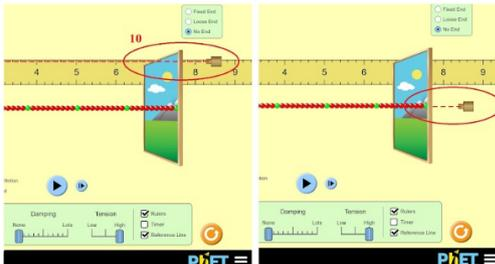 Fixed End
Loose End
No End
10
4 5 6 7 8 9
Damping
Tension
None
Lots
Low
High
Rulers
Timer
Reference Line
PhET
Fixed End
Loose End
No End
4 5 6 7 8 9
Damping
Tension
None
Lots
Low
High
Rulers
Timer
Reference Line
PhET